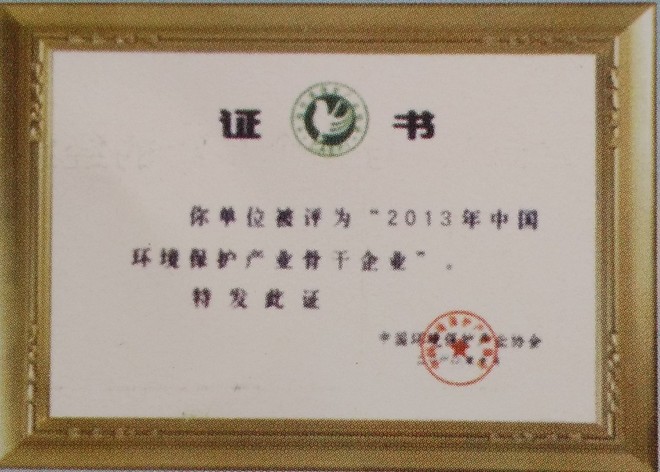 证 书
你单位被评为“2013年中国
环境保护产业骨干企业”。
特发此证
中国环境保护产业协会